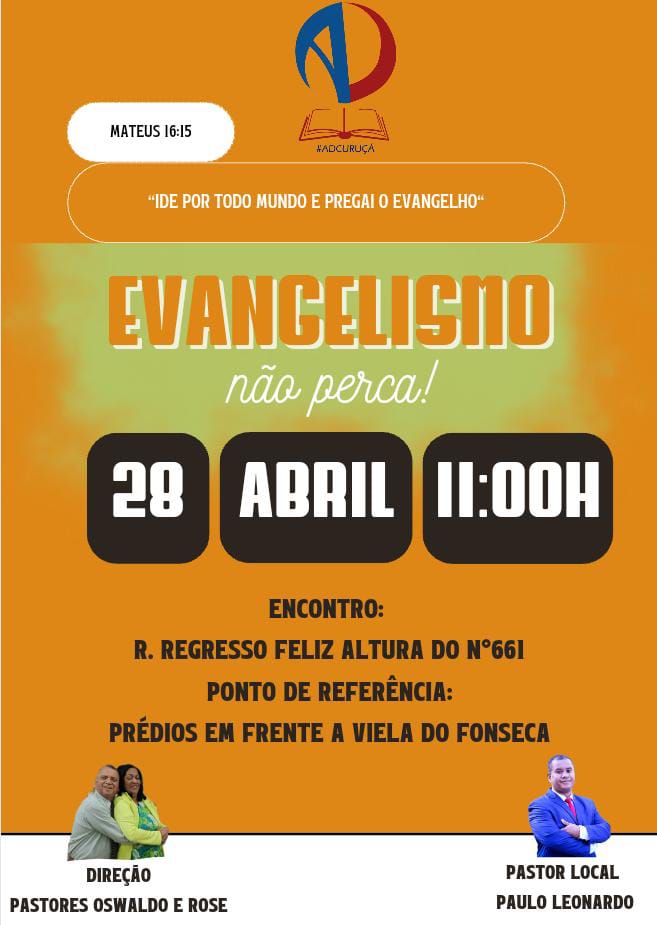 #ADCURUÇÁ
MATEUS 16:15
“IDE POR TODO MUNDO E PREGAI O EVANGELHO“
EVANGELISMO
não perca!
28 ABRIL 11:00H
ENCONTRO:
R. REGRESSO FELIZ ALTURA DO N°661
PONTO DE REFERÊNCIA:
PRÉDIOS EM FRENTE A VIELA DO FONSECA
DIREÇÃO
PASTORES OSWALDO E ROSE
PASTOR LOCAL
PAULO LEONARDO